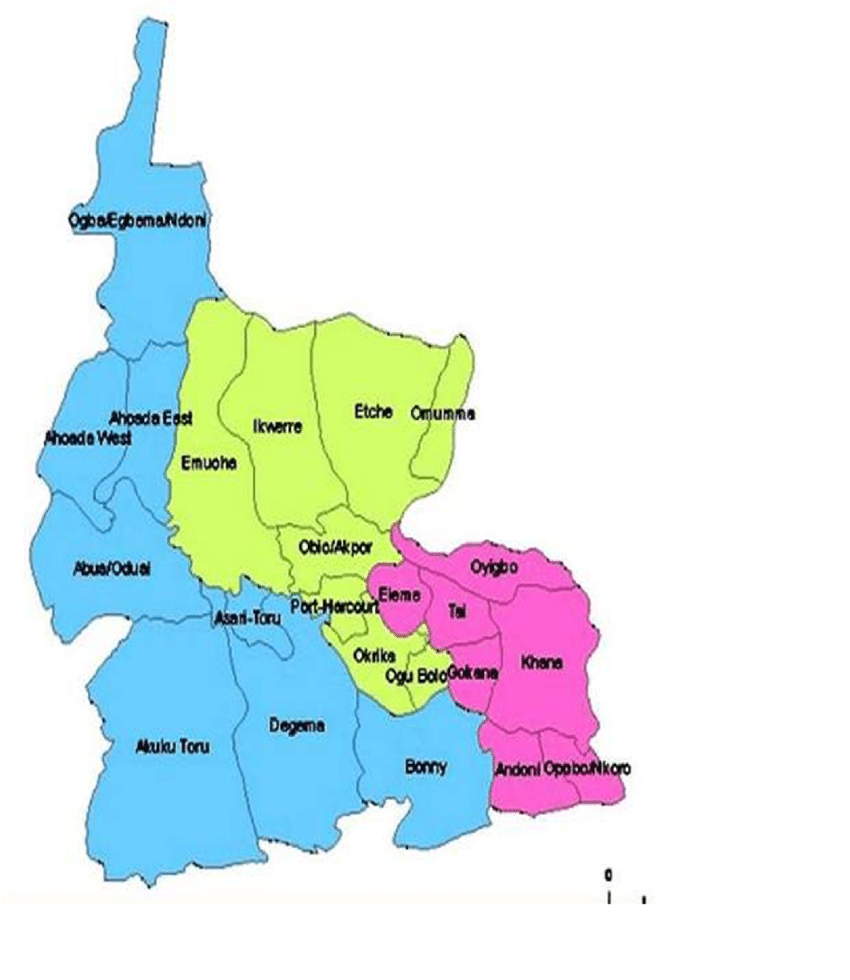 Ogba/Egbema/Ndoni
Etche
Omumma
Ahoada East
Ikwerre
Ahoada West
Emuoha
Obio/Akpor
Abua/Odual
Oyigbo
Eleme
Port-Harcourt
Tai
Asari-Toru
Okrika
Khana
Ogu Bolo
Gokana
Degema
Akuku Toru
Bonny
Andoni
Opobo/Nkoro
0